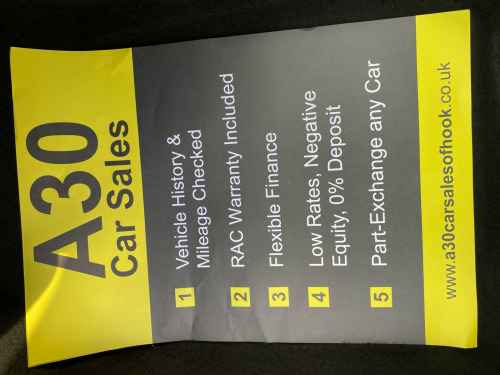 A30
Car Sales
1 Vehicle History &
Mileage Checked
2 RAC Warranty Included
3 Flexible Finance
4 Low Rates, Negative
Equity, 0% Deposit
5 Part-Exchange any Car
www.a30carsalesofhook.co.uk